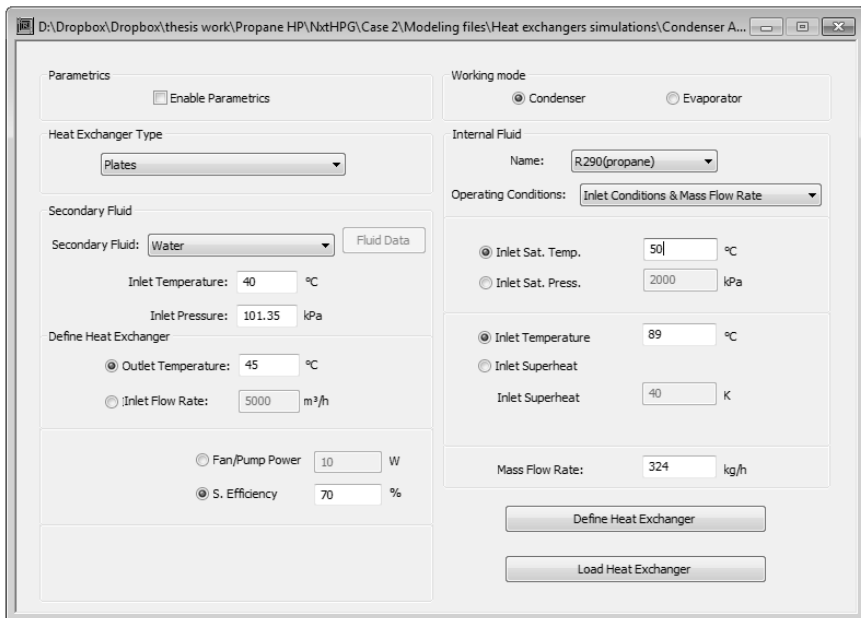 D:\Dropbox\Dropbox\thesis work\Propane HP\NxtHPG\Case 2\Modeling files\Heat exchangers simulations\Condenser A...
Parametrics
Enable Parametrics
Heat Exchanger Type
Plates
Secondary Fluid
Secondary Fluid: Water Fluid Data
Inlet Temperature: 40 ºC
Inlet Pressure: 101.35 kPa
Define Heat Exchanger
Outlet Temperature: 45 ºC
:Inlet Flow Rate: 5000 m³/h
Fan/Pump Power 10 W
S. Efficiency 70 %
Working mode
Condenser Evaporator
Internal Fluid
Name: R290(propane)
Operating Conditions: Inlet Conditions & Mass Flow Rate
Inlet Sat. Temp. 50 ºC
Inlet Sat. Press. 2000 kPa
Inlet Temperature 89 ºC
Inlet Superheat
Inlet Superheat 40 K
Mass Flow Rate: 324 kg/h
Define Heat Exchanger
Load Heat Exchanger